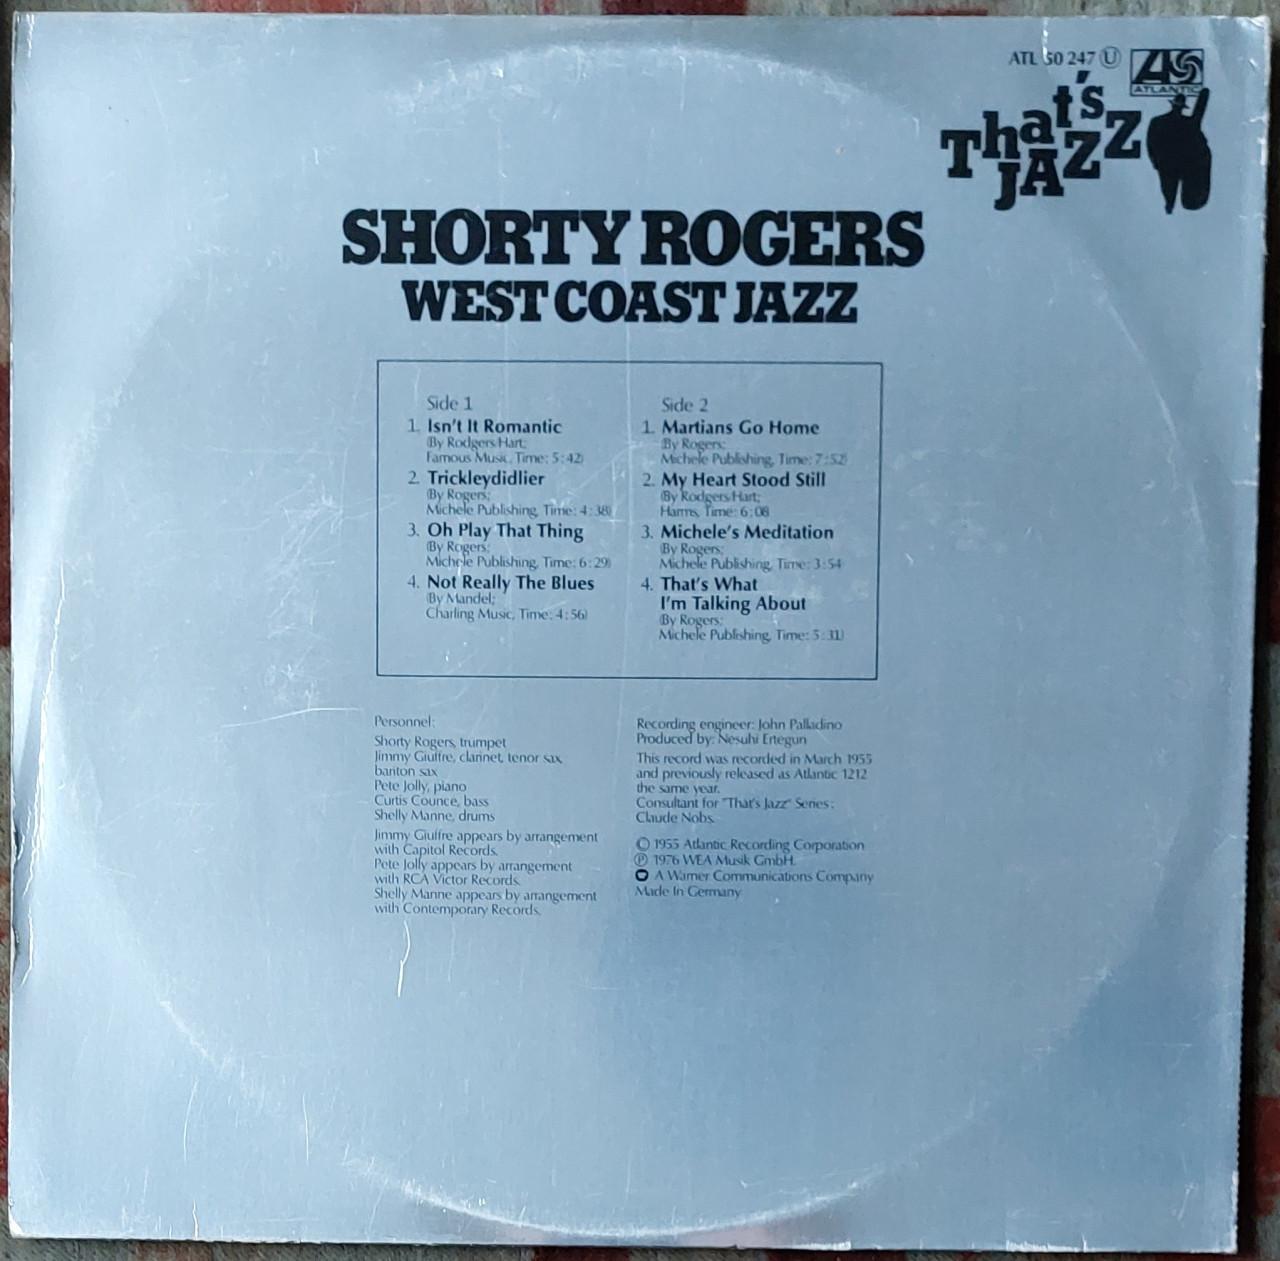 ATL 50 247 Ⓤ
ATLANTIC
That's
JAZZ
SHORTY ROGERS
WEST COAST JAZZ
Side 1
1. Isn't It Romantic
(By Rodgers/Hart;
Famous Music, Time: 5:42)
2. Trickleydidlier
(By Rogers;
Michele Publishing, Time: 4:38)
3. Oh Play That Thing
(By Rogers;
Michele Publishing, Time: 6:29)
4. Not Really The Blues
(By Mandel;
Charling Music, Time: 4:56)
Side 2
1. Martians Go Home
(By Rogers;
Michele Publishing, Time: 7:52)
2. My Heart Stood Still
(By Rodgers/Hart;
Harms, Time: 6:08
3. Michele's Meditation
(By Rogers;
Michele Publishing, Time: 3:54
4. That's What
I'm Talking About
(By Rogers;
Michele Publishing, Time: 31)
Personnel:
Shorty Rogers, trumpet
Jimmy Giuffre, clarinet, tenor sax,
bariton sax
Pete Jolly, piano
Curtis Counce, bass
Shelly Manne, drums
Jimmy Giuffre appears by arrangement
with Capitol Records.
Pete Jolly appears by arrangement
with RCA Victor Records.
Shelly Manne appears by arrangement
with Contemporary Records.
Recording engineer: John Palladino
Produced by: Nesuhi Ertegun
This record was recorded in March 1955
and previously released as Atlantic 1212
the same year.
Consultant for "That's Jazz" Series:
Claude Nobs.
© 1955 Atlantic Recording Corporation
℗ 1976 WEA Musik GmbH.
A Warner Communications Company
Made In Germany